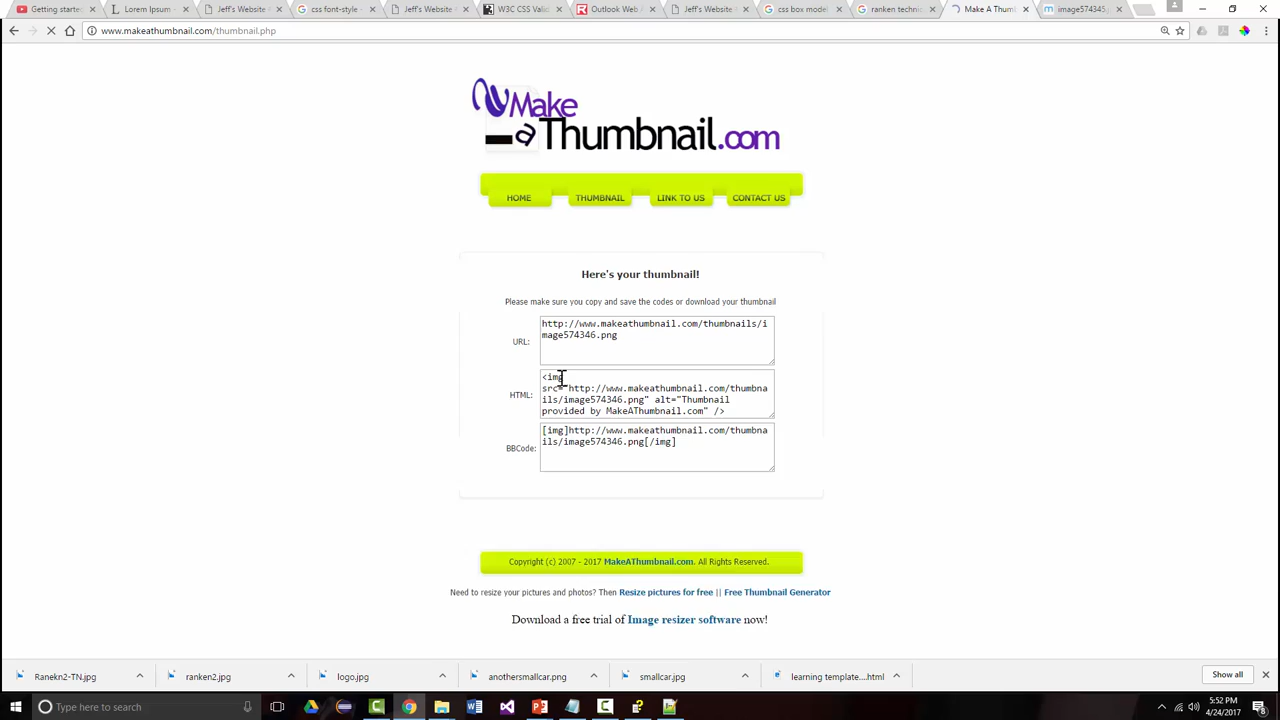 Getting starte
Lorem Ipsum -
Jeff's Website
css font-style -
Jeff's Website
W3C CSS Valid
Outlook Web
Jeff's Website
css box model
ranken techni
Make A Thum
image574345
www.makeathumbnail.com/thumbnail.php
Make
a Thumbnail.com
HOME
THUMBNAIL
LINK TO US
CONTACT US
Here's your thumbnail!
Please make sure you copy and save the codes or download your thumbnail
URL:
http://www.makeathumbnail.com/thumbnails/i
mage574346.png
HTML:
<img
src="http://www.makeathumbnail.com/thumbna
ils/image574346.png" alt="Thumbnail
provided by MakeAThumbnail.com" />
BBCode:
[img]http://www.makeathumbnail.com/thumbna
ils/image574346.png[/img]
Copyright (c) 2007 - 2017 MakeAThumbnail.com. All Rights Reserved.
Need to resize your pictures and photos? Then Resize pictures for free || Free Thumbnail Generator
Download a free trial of Image resizer software now!
Ranekn2-TN.jpg
ranken2.jpg
logo.jpg
anothersmallcar.png
smallcar.jpg
learning template....html
Show all
Type here to search
5:52 PM
4/24/2017